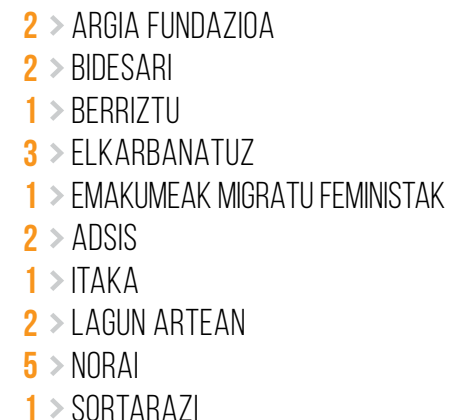 2 > ARGIA FUNDAZIOA
2 > BIDESARI
1 > BERRIZTU
3 > ELKARBANATUZ
1 > EMAKUMEAK MIGRATU FEMINISTAK
2 > ADSIS
1 > ITAKA
2 > LAGUN ARTEAN
5 > NORAI
1 > SORTARAZI